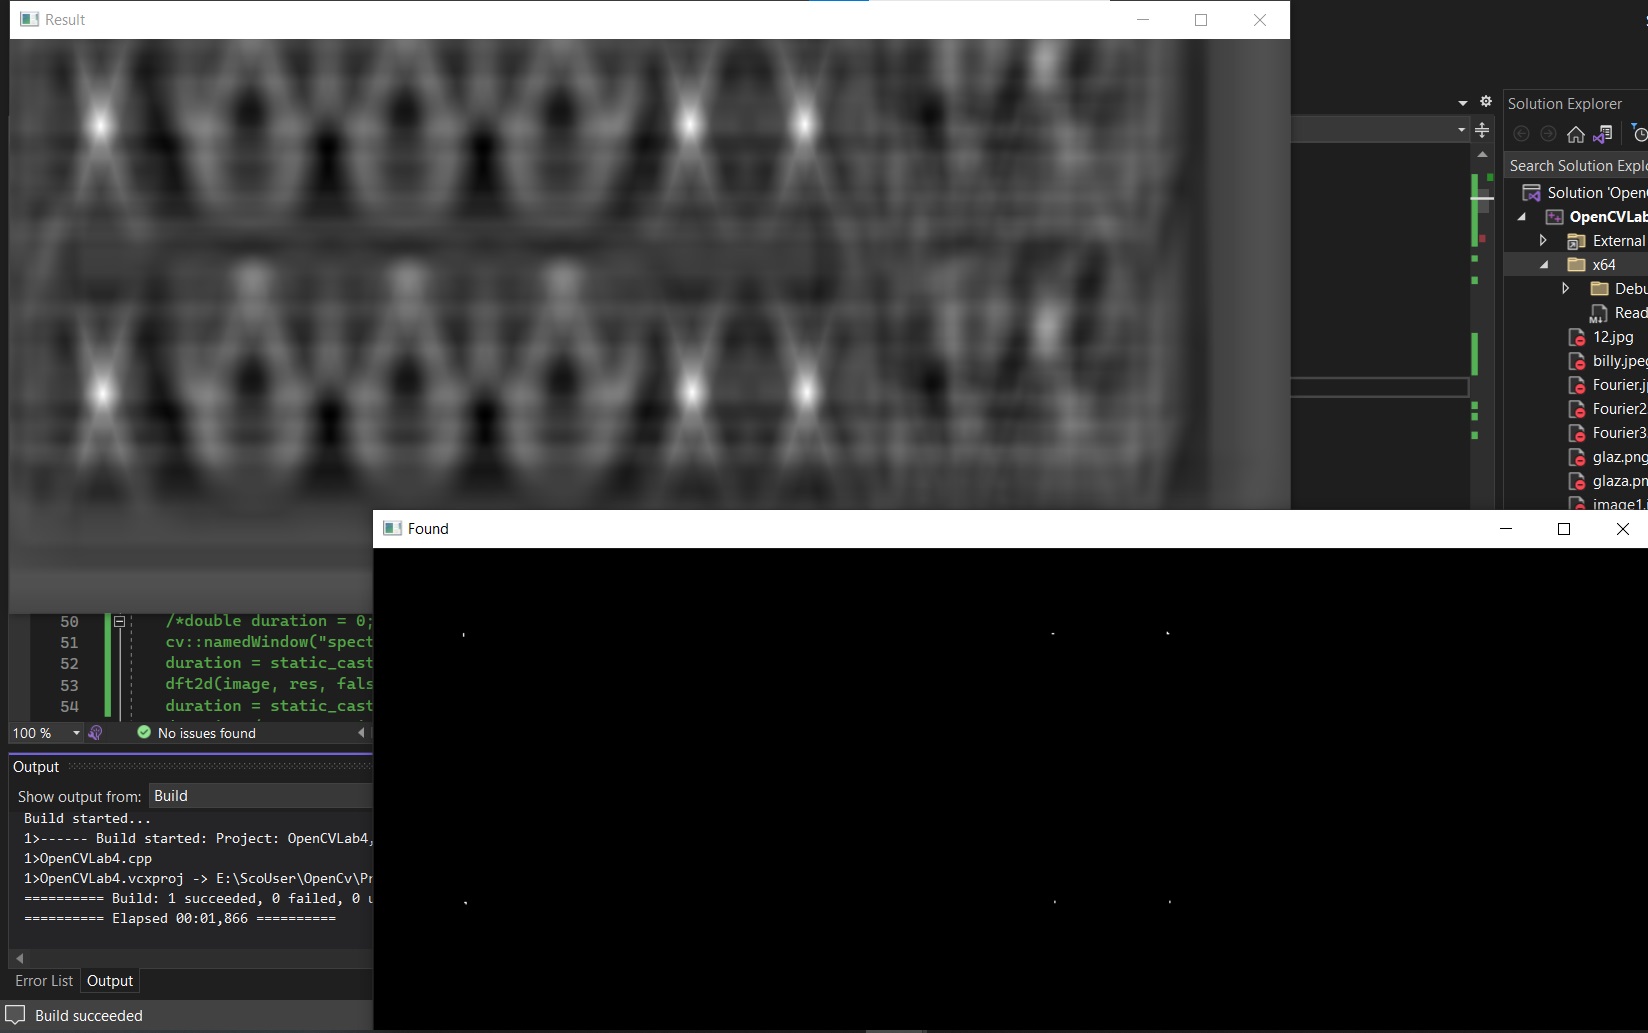 Result
Solution Explorer
Search Solution Explo
Solution 'Open
OpenCVLab
External
x64
Debu
Read
12.jpg
billy.jpeg
Fourier.j
Fourier2
Fourier3
glaz.png
glaza.pn
image1.j
Found
50 /*double duration = 0;
51 cv::namedWindow("spect
52 duration = static_cast
53 dft2d(image, res, fals
54 duration = static_cast
100 %
No issues found
Output
Show output from: Build
Build started...
1>------ Build started: Project: OpenCVLab4,
1>OpenCVLab4.cpp
1>OpenCVLab4.vcxproj -> E:\ScoUser\OpenCv\Pr
========== Build: 1 succeeded, 0 failed, 0 u
========== Elapsed 00:01,866 ==========
Error List Output
Build succeeded